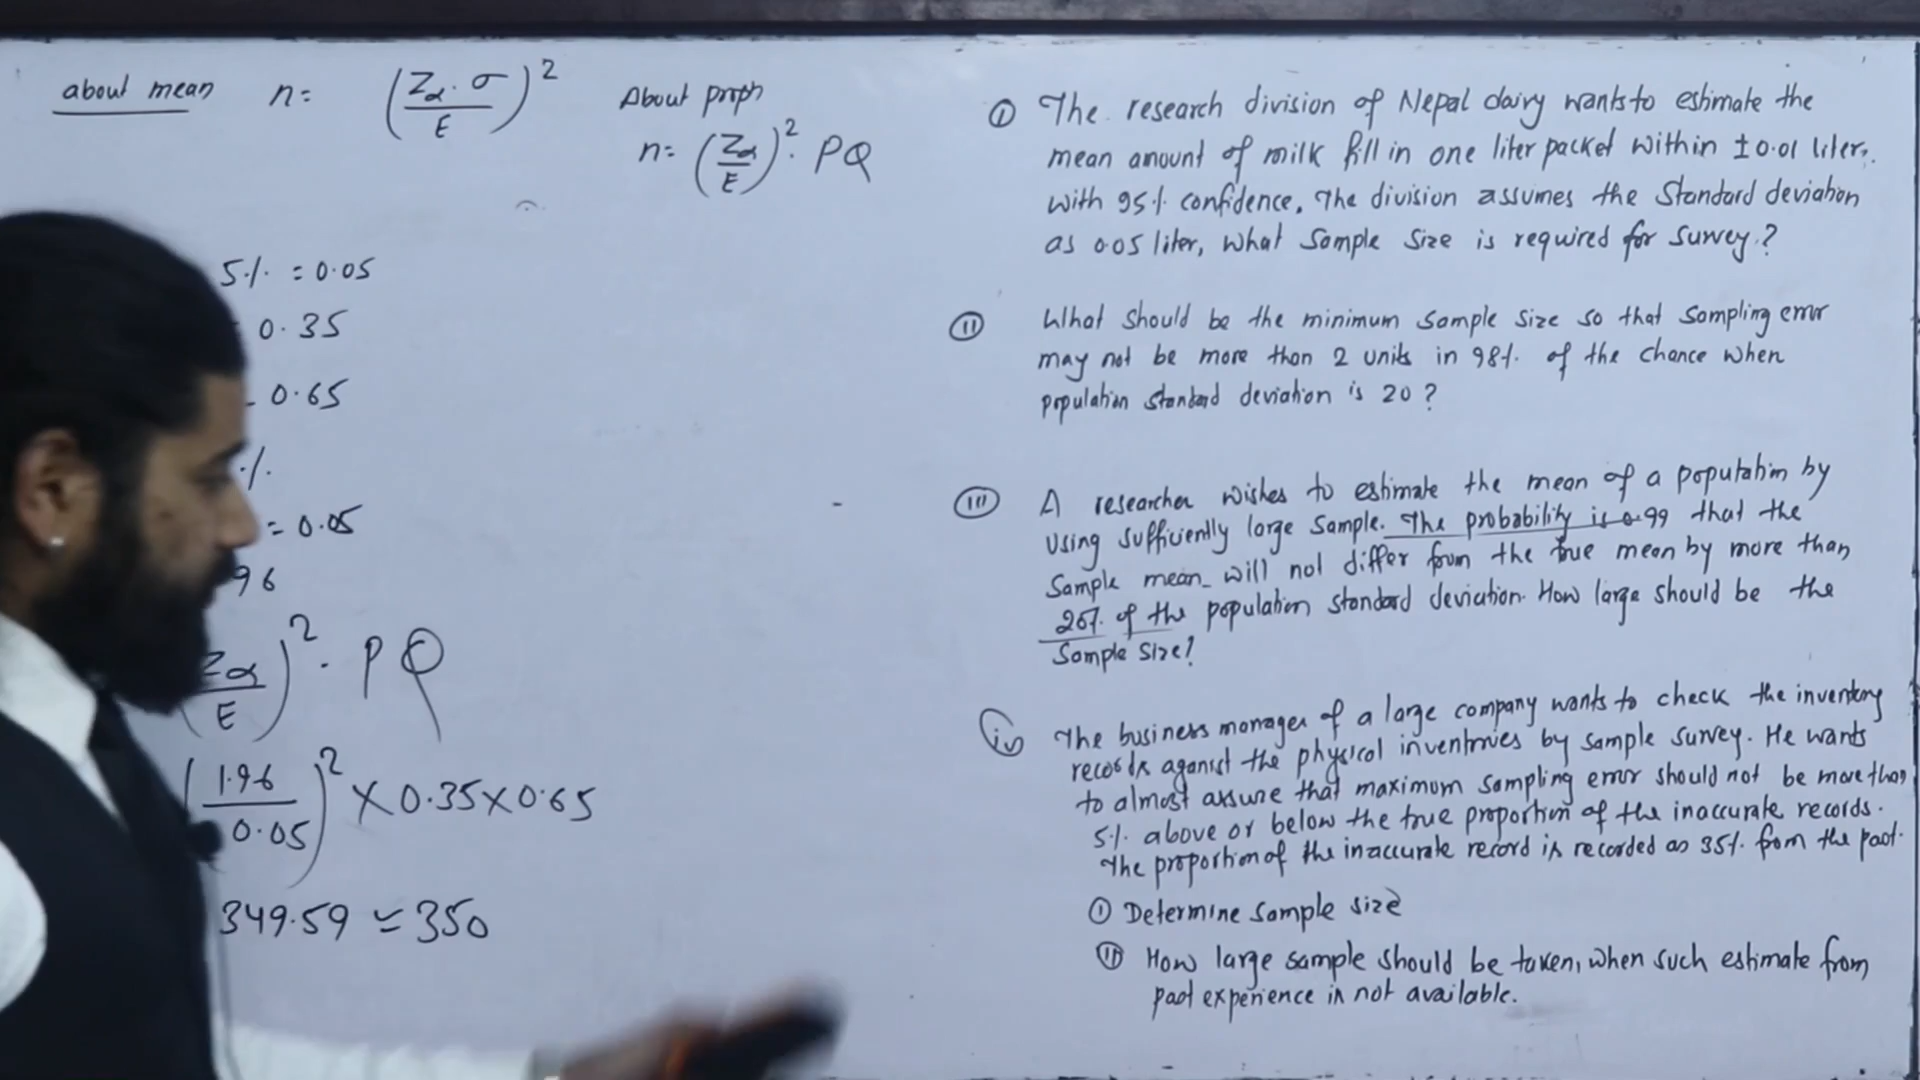 about mean n = (Zα . σ / E)²
About proph
n = (Zα / E)² . PQ
5% = 0.05
0.35
0.65
%
= 0.05
96
Zα / E )² . PQ
( 1.96 / 0.05 )² X 0.35 X 0.65
349.59 ≃ 350
① The research division of Nepal dairy wants to estimate the
mean amount of milk fill in one liter packet within ±0.01 liter,
with 95% confidence. The division assumes the standard deviation
as 0.05 liter, what sample size is required for survey?
⑪ What should be the minimum sample size so that sampling error
may not be more than 2 units in 98% of the chance when
population standard deviation is 20?
(III) A researcher wishes to estimate the mean of a population by
using sufficiently large sample. The probability is 0.99 that the
sample mean will not differ from the true mean by more than
of the population standard deviation. How large should be the
sample size?
(iv) The business manager of a large company wants to check the inventory
records against the physical inventories by sample survey. He wants
to almost assure that maximum sampling error should not be more than
5% above or below the true proportion of the inaccurate records.
The proportion of the inaccurate record is recorded as 35% from the past.
① Determine sample size
⑪ How large sample should be taken, when such estimate from
past experience is not available.